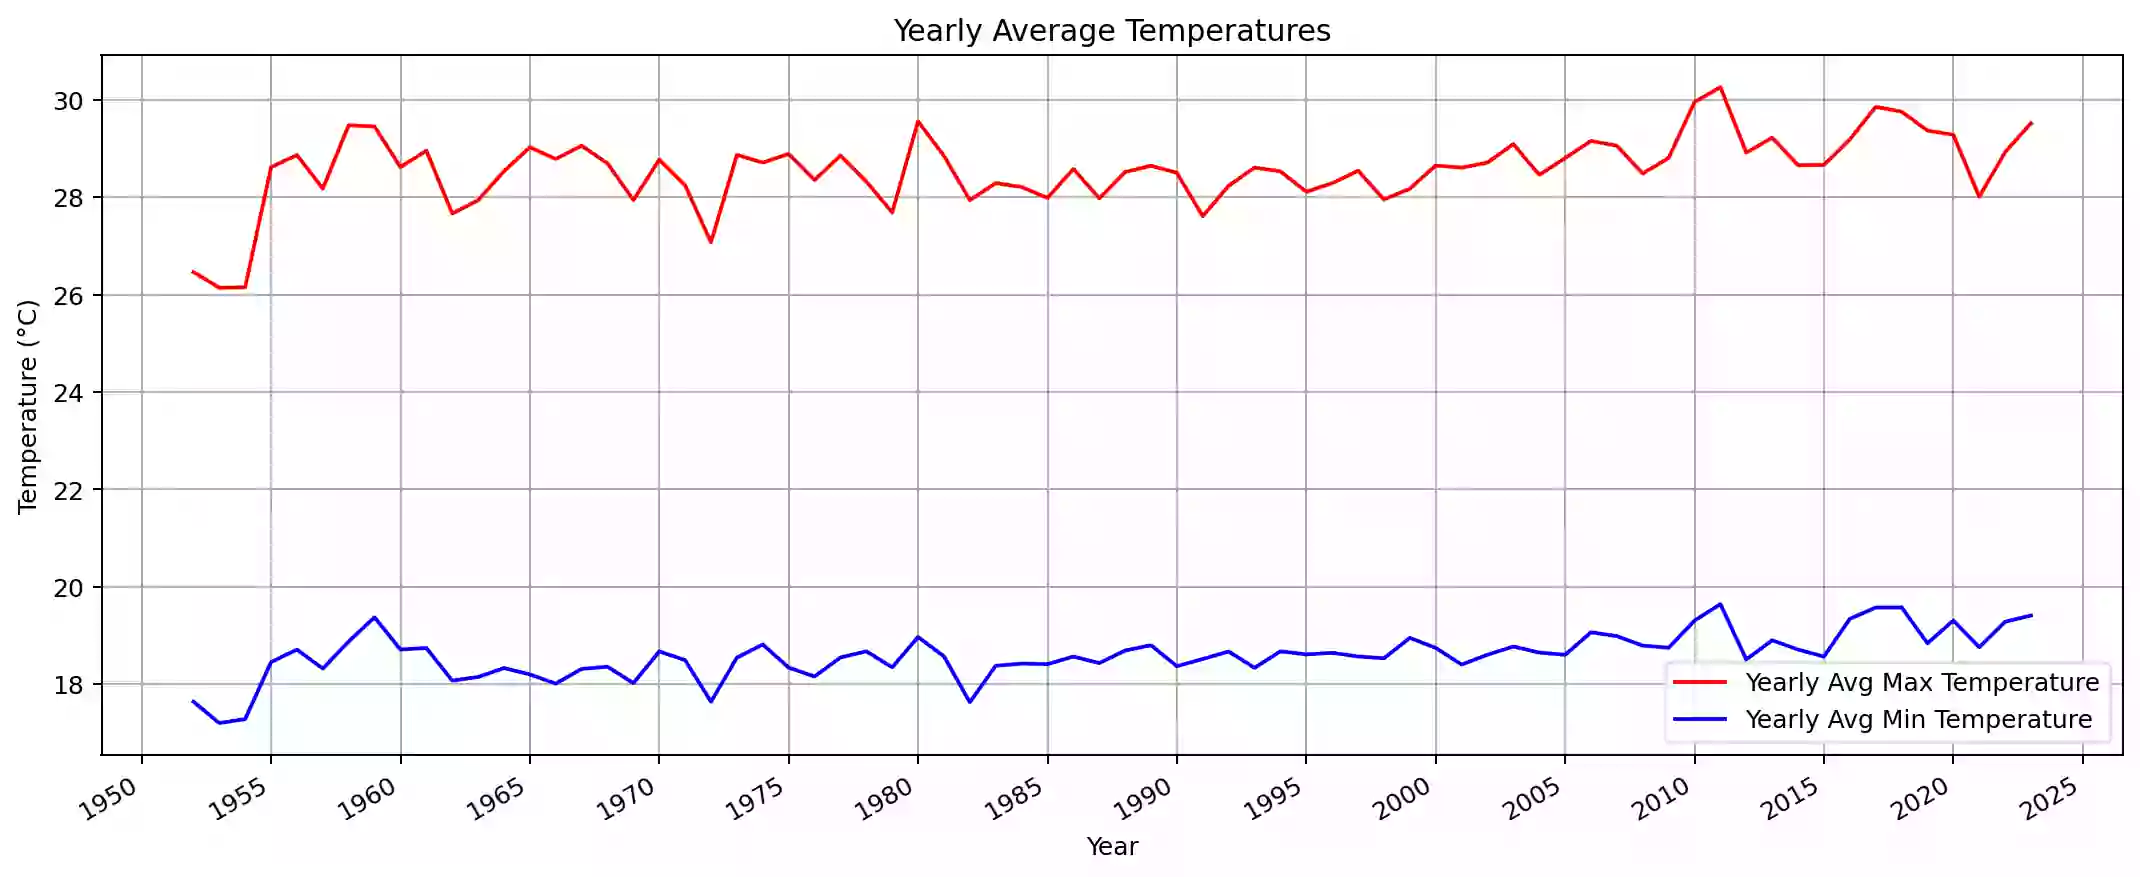 Yearly Average Temperatures
Temperature (°C)
30
28
26
24
22
20
18
Yearly Avg Max Temperature
Yearly Avg Min Temperature
1950 1955 1960 1965 1970 1975 1980 1985 1990 1995 2000 2005 2010 2015 2020 2025
Year